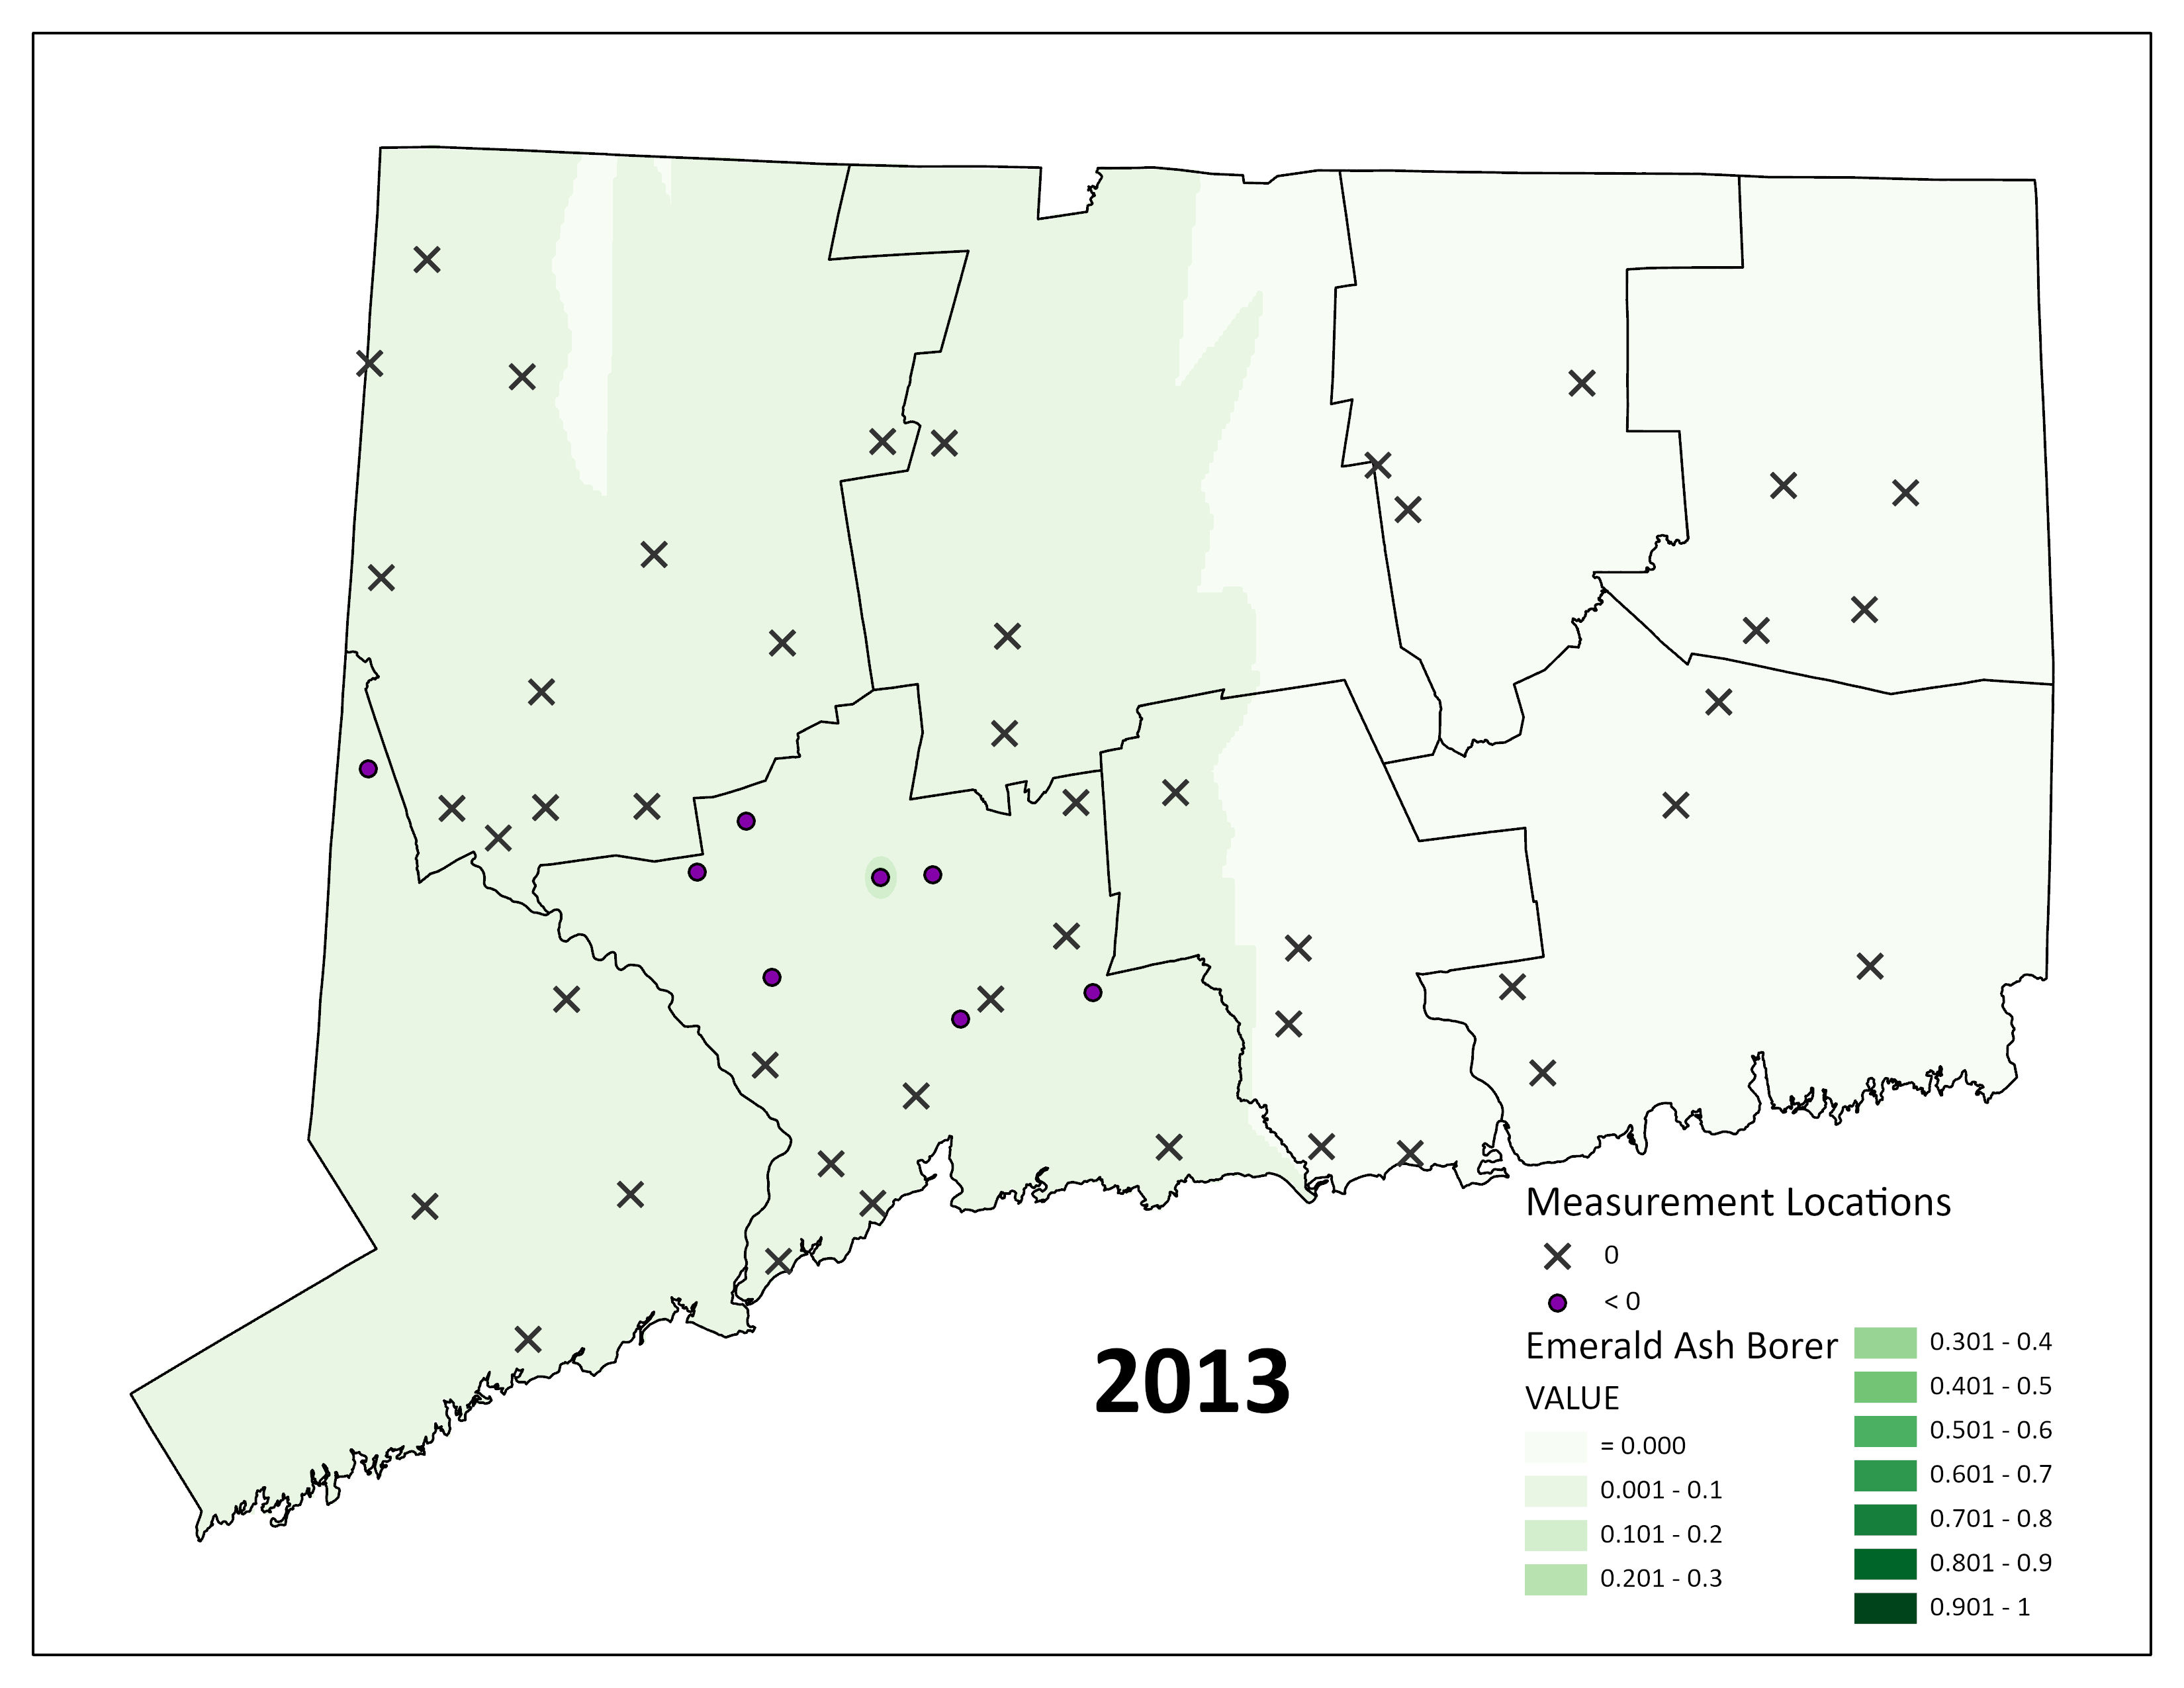 Measurement Locations
0
< 0
2013
Emerald Ash Borer
VALUE
= 0.000
0.001 - 0.1
0.101 - 0.2
0.201 - 0.3
0.301 - 0.4
0.401 - 0.5
0.501 - 0.6
0.601 - 0.7
0.701 - 0.8
0.801 - 0.9
0.901 - 1